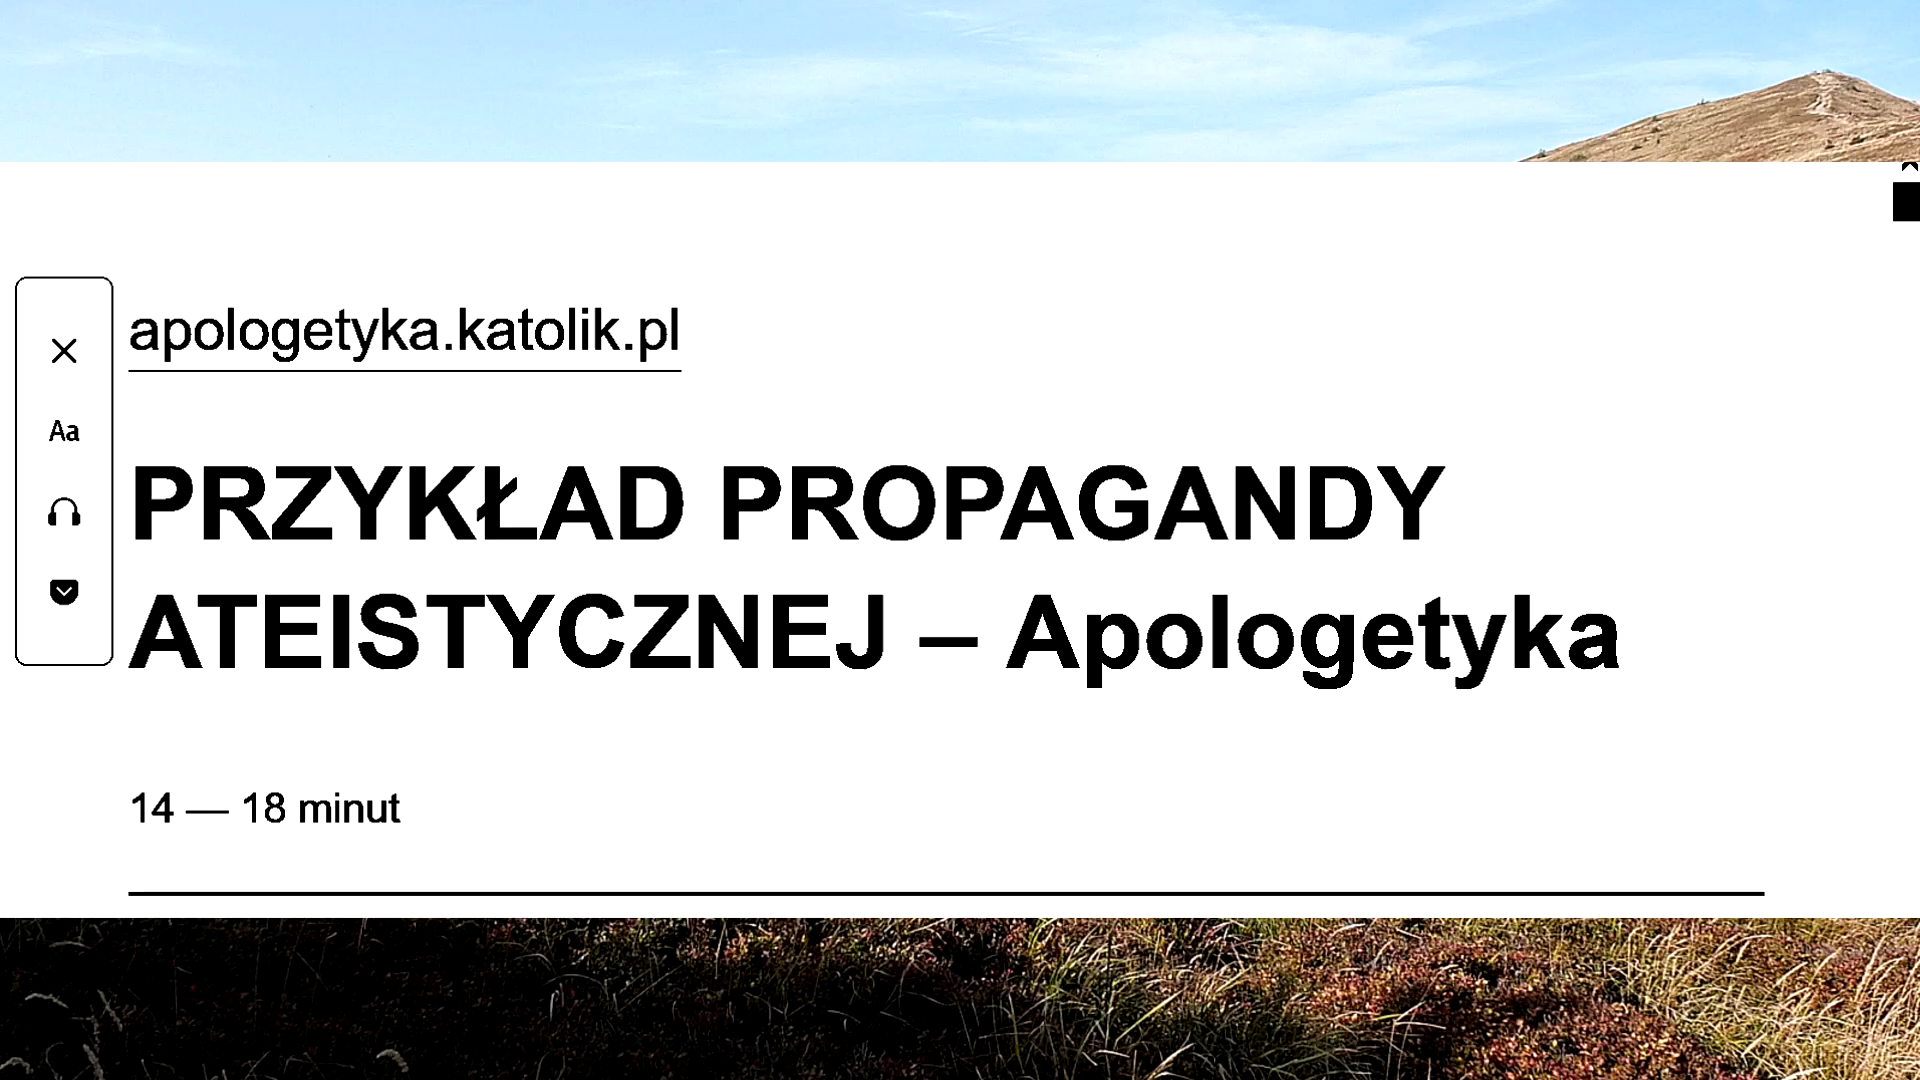 apologetyka.katolik.pl
Aa
PRZYKŁAD PROPAGANDY
ATEISTYCZNEJ – Apologetyka
14 — 18 minut